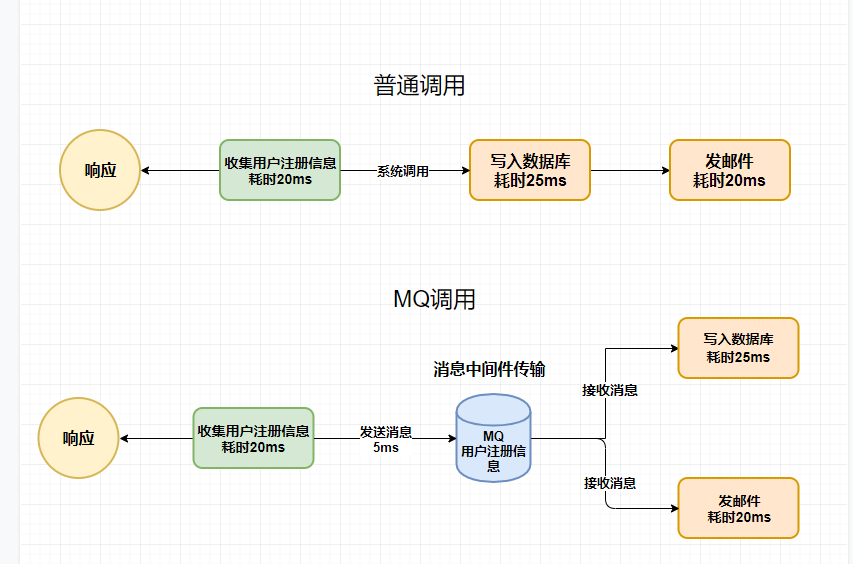 普通调用
响应
收集用户注册信息
耗时20ms
系统调用
写入数据库
耗时25ms
发邮件
耗时20ms
MQ调用
消息中间件传输
响应
收集用户注册信息
耗时20ms
发送消息
5ms
MQ
用户注册信
息
接收消息
写入数据库
耗时25ms
接收消息
发邮件
耗时20ms